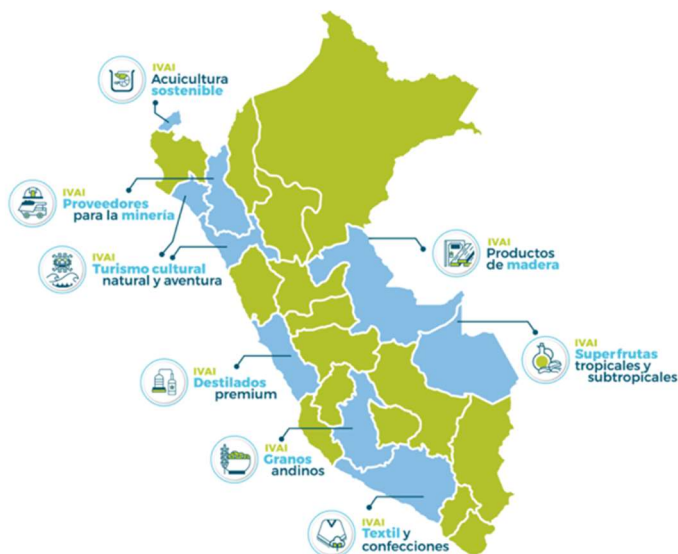 IVAI
Acuicultura
sostenible
IVAI
Proveedores
para la minería
IVAI
Turismo cultural
natural y aventura
IVAI
Productos
de madera
IVAI
Superfrutas
tropicales y
subtropicales
IVAI
Destilados
premium
IVAI
Granos
andinos
IVAI
Textil y
confecciones